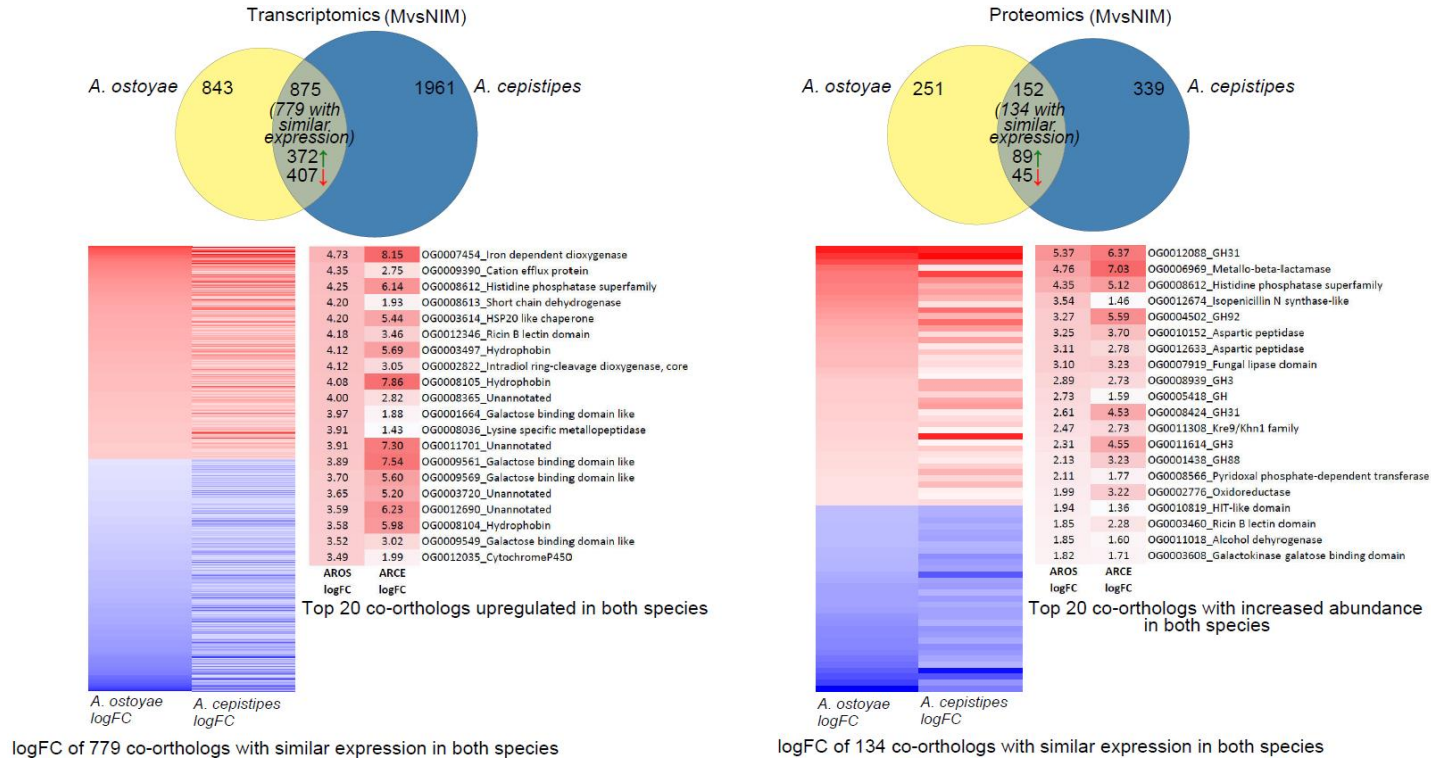 Transcriptomics (MvsNIM)
A. ostoyae
843
875
1961
A. cepistipes
(779 with
similar
expression)
372↑
407↓
4.73 8.15 OG0007454_Iron dependent dioxygenase
4.35 2.75 OG0009390_Cation efflux protein
4.25 6.14 OG0008612_Histidine phosphatase superfamily
4.20 1.93 OG0008613_Short chain dehydrogenase
4.20 5.44 OG0003614_HSP20 like chaperone
4.18 3.46 OG0012346_Ricin B lectin domain
4.12 5.69 OG0003497_Hydrophobin
4.12 3.05 OG0002822_Intradiol ring-cleavage dioxygenase, core
4.08 7.86 OG0008105_Hydrophobin
4.00 2.82 OG0008365_Unannotated
3.97 1.88 OG0001664_Galactose binding domain like
3.91 1.43 OG0008036_Lysine specific metallopeptidase
3.91 7.30 OG0011701_Unannotated
3.89 7.54 OG0009561_Galactose binding domain like
3.70 5.60 OG0009569_Galactose binding domain like
3.65 5.20 OG0003720_Unannotated
3.59 6.23 OG0012690_Unannotated
3.58 5.98 OG0008104_Hydrophobin
3.52 3.02 OG0009549_Galactose binding domain like
3.49 1.99 OG0012035_CytochromeP450
AROS ARCE
logFC logFC
Top 20 co-orthologs upregulated in both species
A. ostoyae A. cepistipes
logFC logFC
logFC of 779 co-orthologs with similar expression in both species
Proteomics (MvsNIM)
A. ostoyae
251
152
339
A. cepistipes
(134 with
similar
expression)
89↑
45↓
5.37 6.37 OG0012088_GH31
4.76 7.03 OG0006969_Metallo-beta-lactamase
4.35 5.12 OG0008612_Histidine phosphatase superfamily
3.54 1.46 OG0012674_Isopenicillin N synthase-like
3.27 5.59 OG0004502_GH92
3.25 3.70 OG0010152_Aspartic peptidase
3.11 2.78 OG0012633_Aspartic peptidase
3.10 3.23 OG0007919_Fungal lipase domain
2.89 2.73 OG0008939_GH3
2.73 1.59 OG0005418_GH
2.61 4.53 OG0008424_GH31
2.47 2.73 OG0011308_Kre9/Khn1 family
2.31 4.55 OG0011614_GH3
2.13 3.23 OG0001438_GH88
2.11 1.77 OG0008566_Pyridoxal phosphate-dependent transferase
1.99 3.22 OG0002776_Oxidoreductase
1.94 1.36 OG0010819_HIT-like domain
1.85 2.28 OG0003460_Ricin B lectin domain
1.85 1.60 OG0011018_Alcohol dehyrogenase
1.82 1.71 OG0003608_Galactokinase galatose binding domain
AROS ARCE
logFC logFC
Top 20 co-orthologs with increased abundance
in both species
A. ostoyae A. cepistipes
logFC logFC
logFC of 134 co-orthologs with similar expression in both species